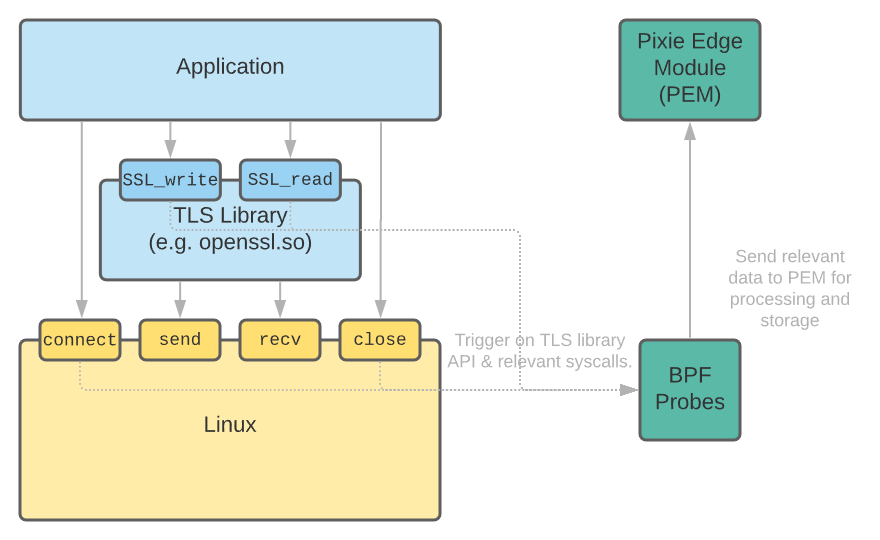 Application
Pixie Edge
Module
(PEM)
SSL_write
SSL_read
TLS Library
(e.g. openssl.so)
Send relevant
data to PEM for
processing and
storage
connect
send
recv
close
Trigger on TLS library
API & relevant syscalls.
BPF
Probes
Linux